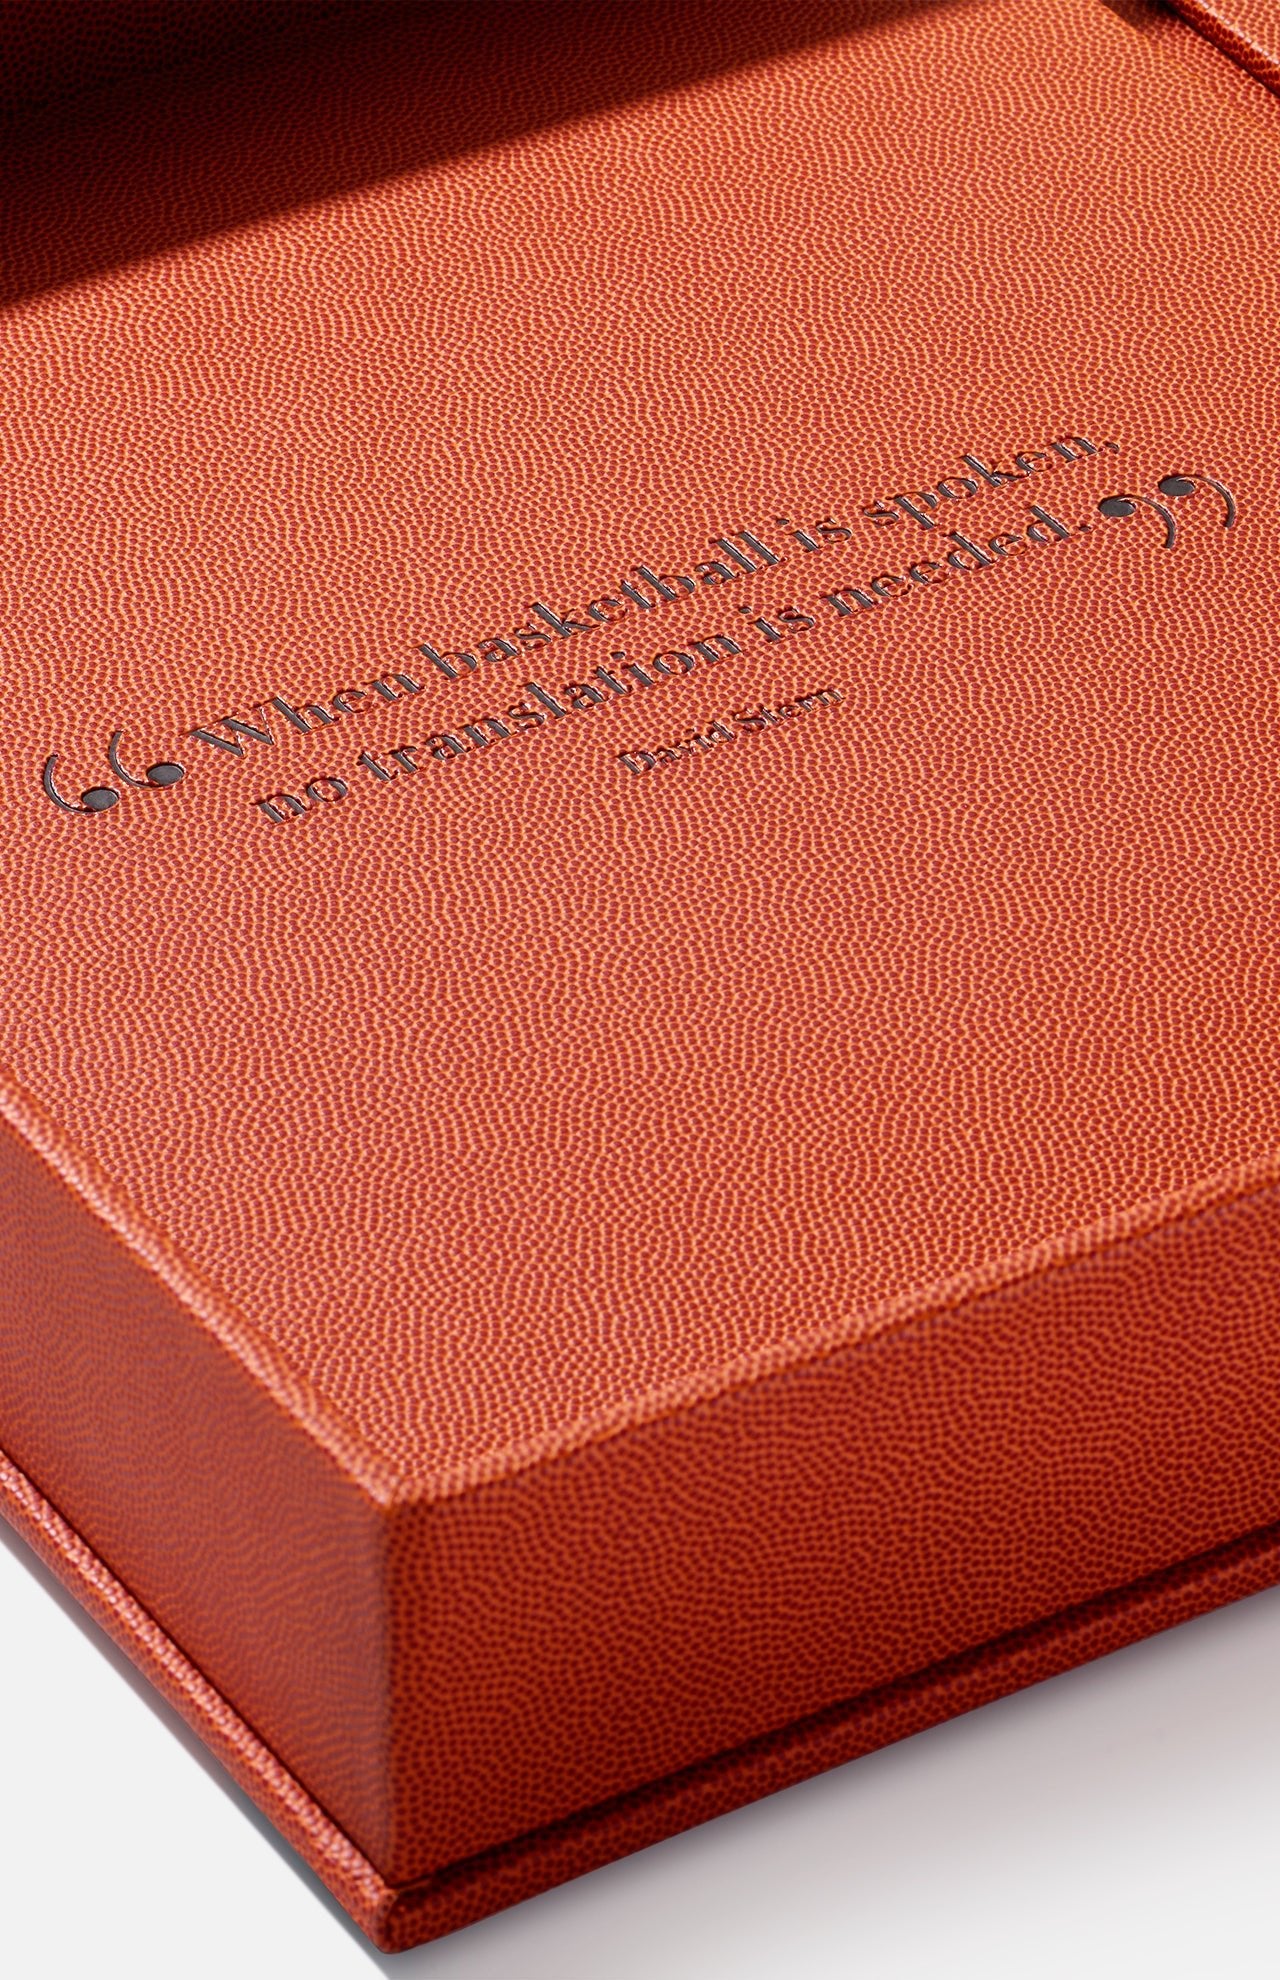 “When basketball is spoken,
no translation is needed.”
David Stern